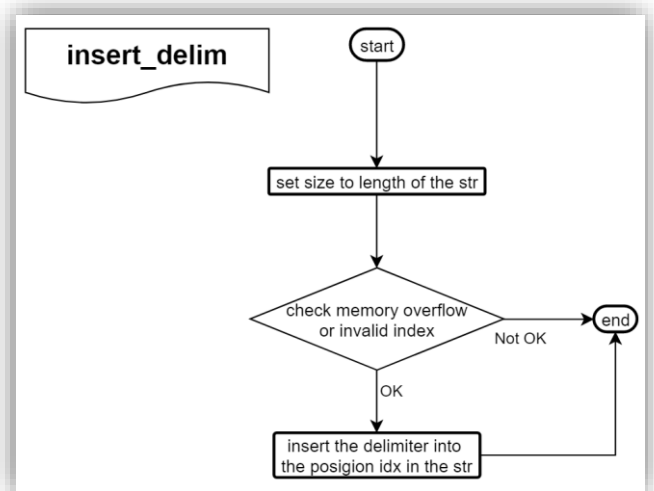 insert_delim
start
set size to length of the str
check memory overflow
or invalid index
Not OK
end
OK
insert the delimiter into
the posigion idx in the str